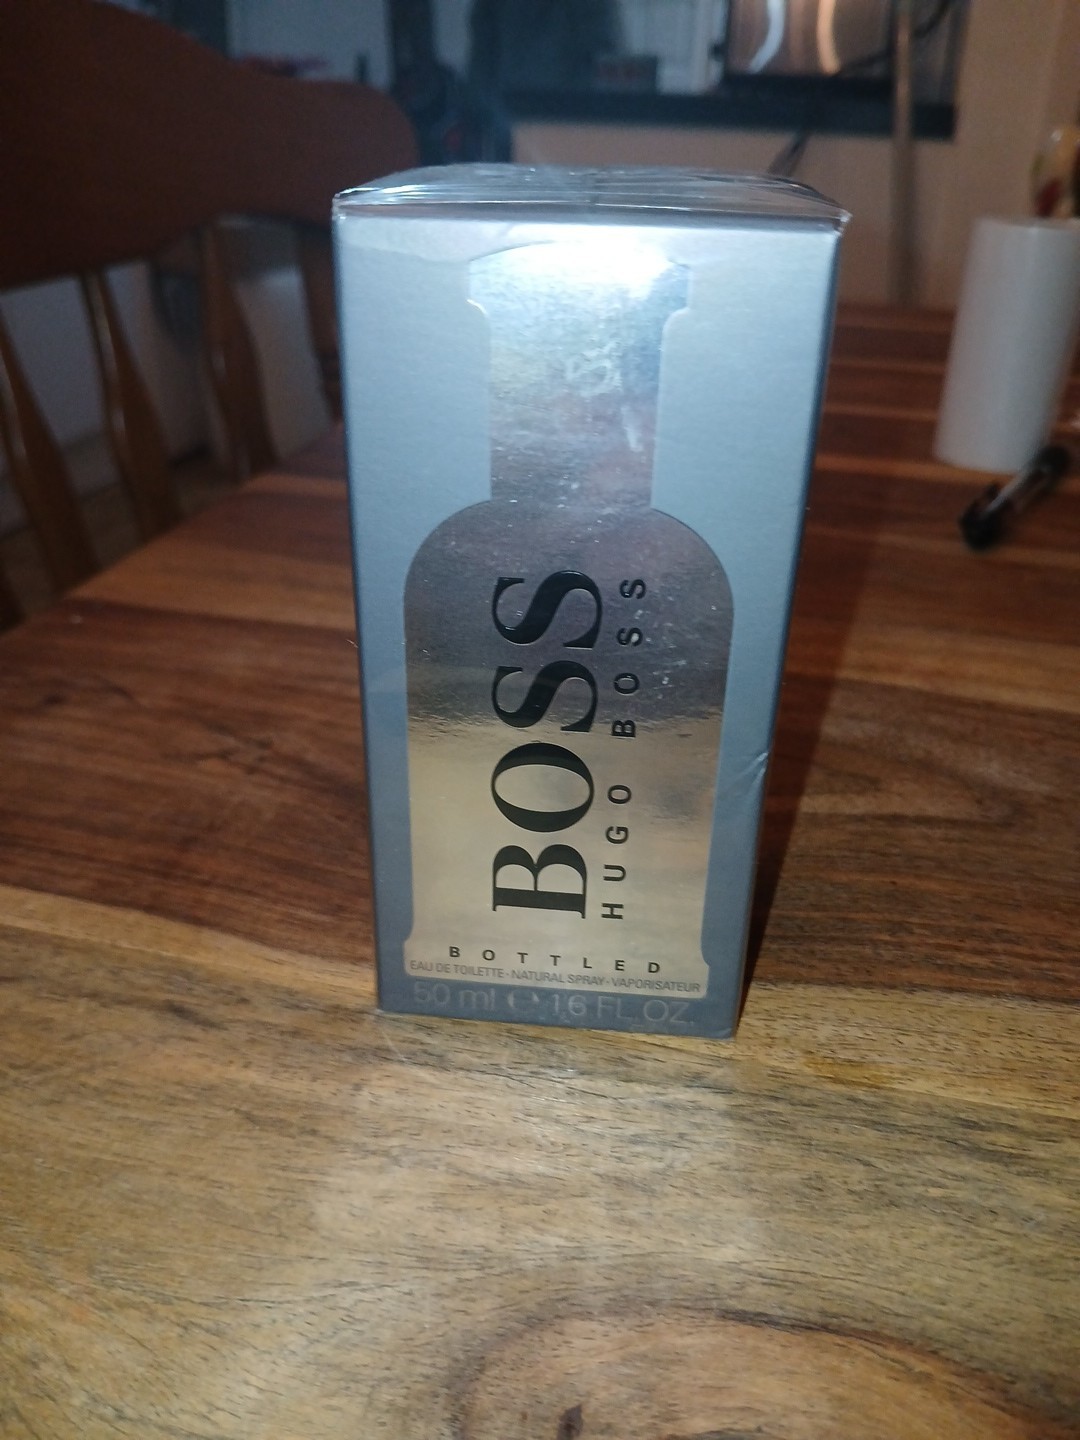 BOSS
HUGO BOSS
BOTTLED
EAU DE TOILETTE · NATURAL SPRAY · VAPORISATEUR
50 ml ℮ 1.6 FL.OZ.